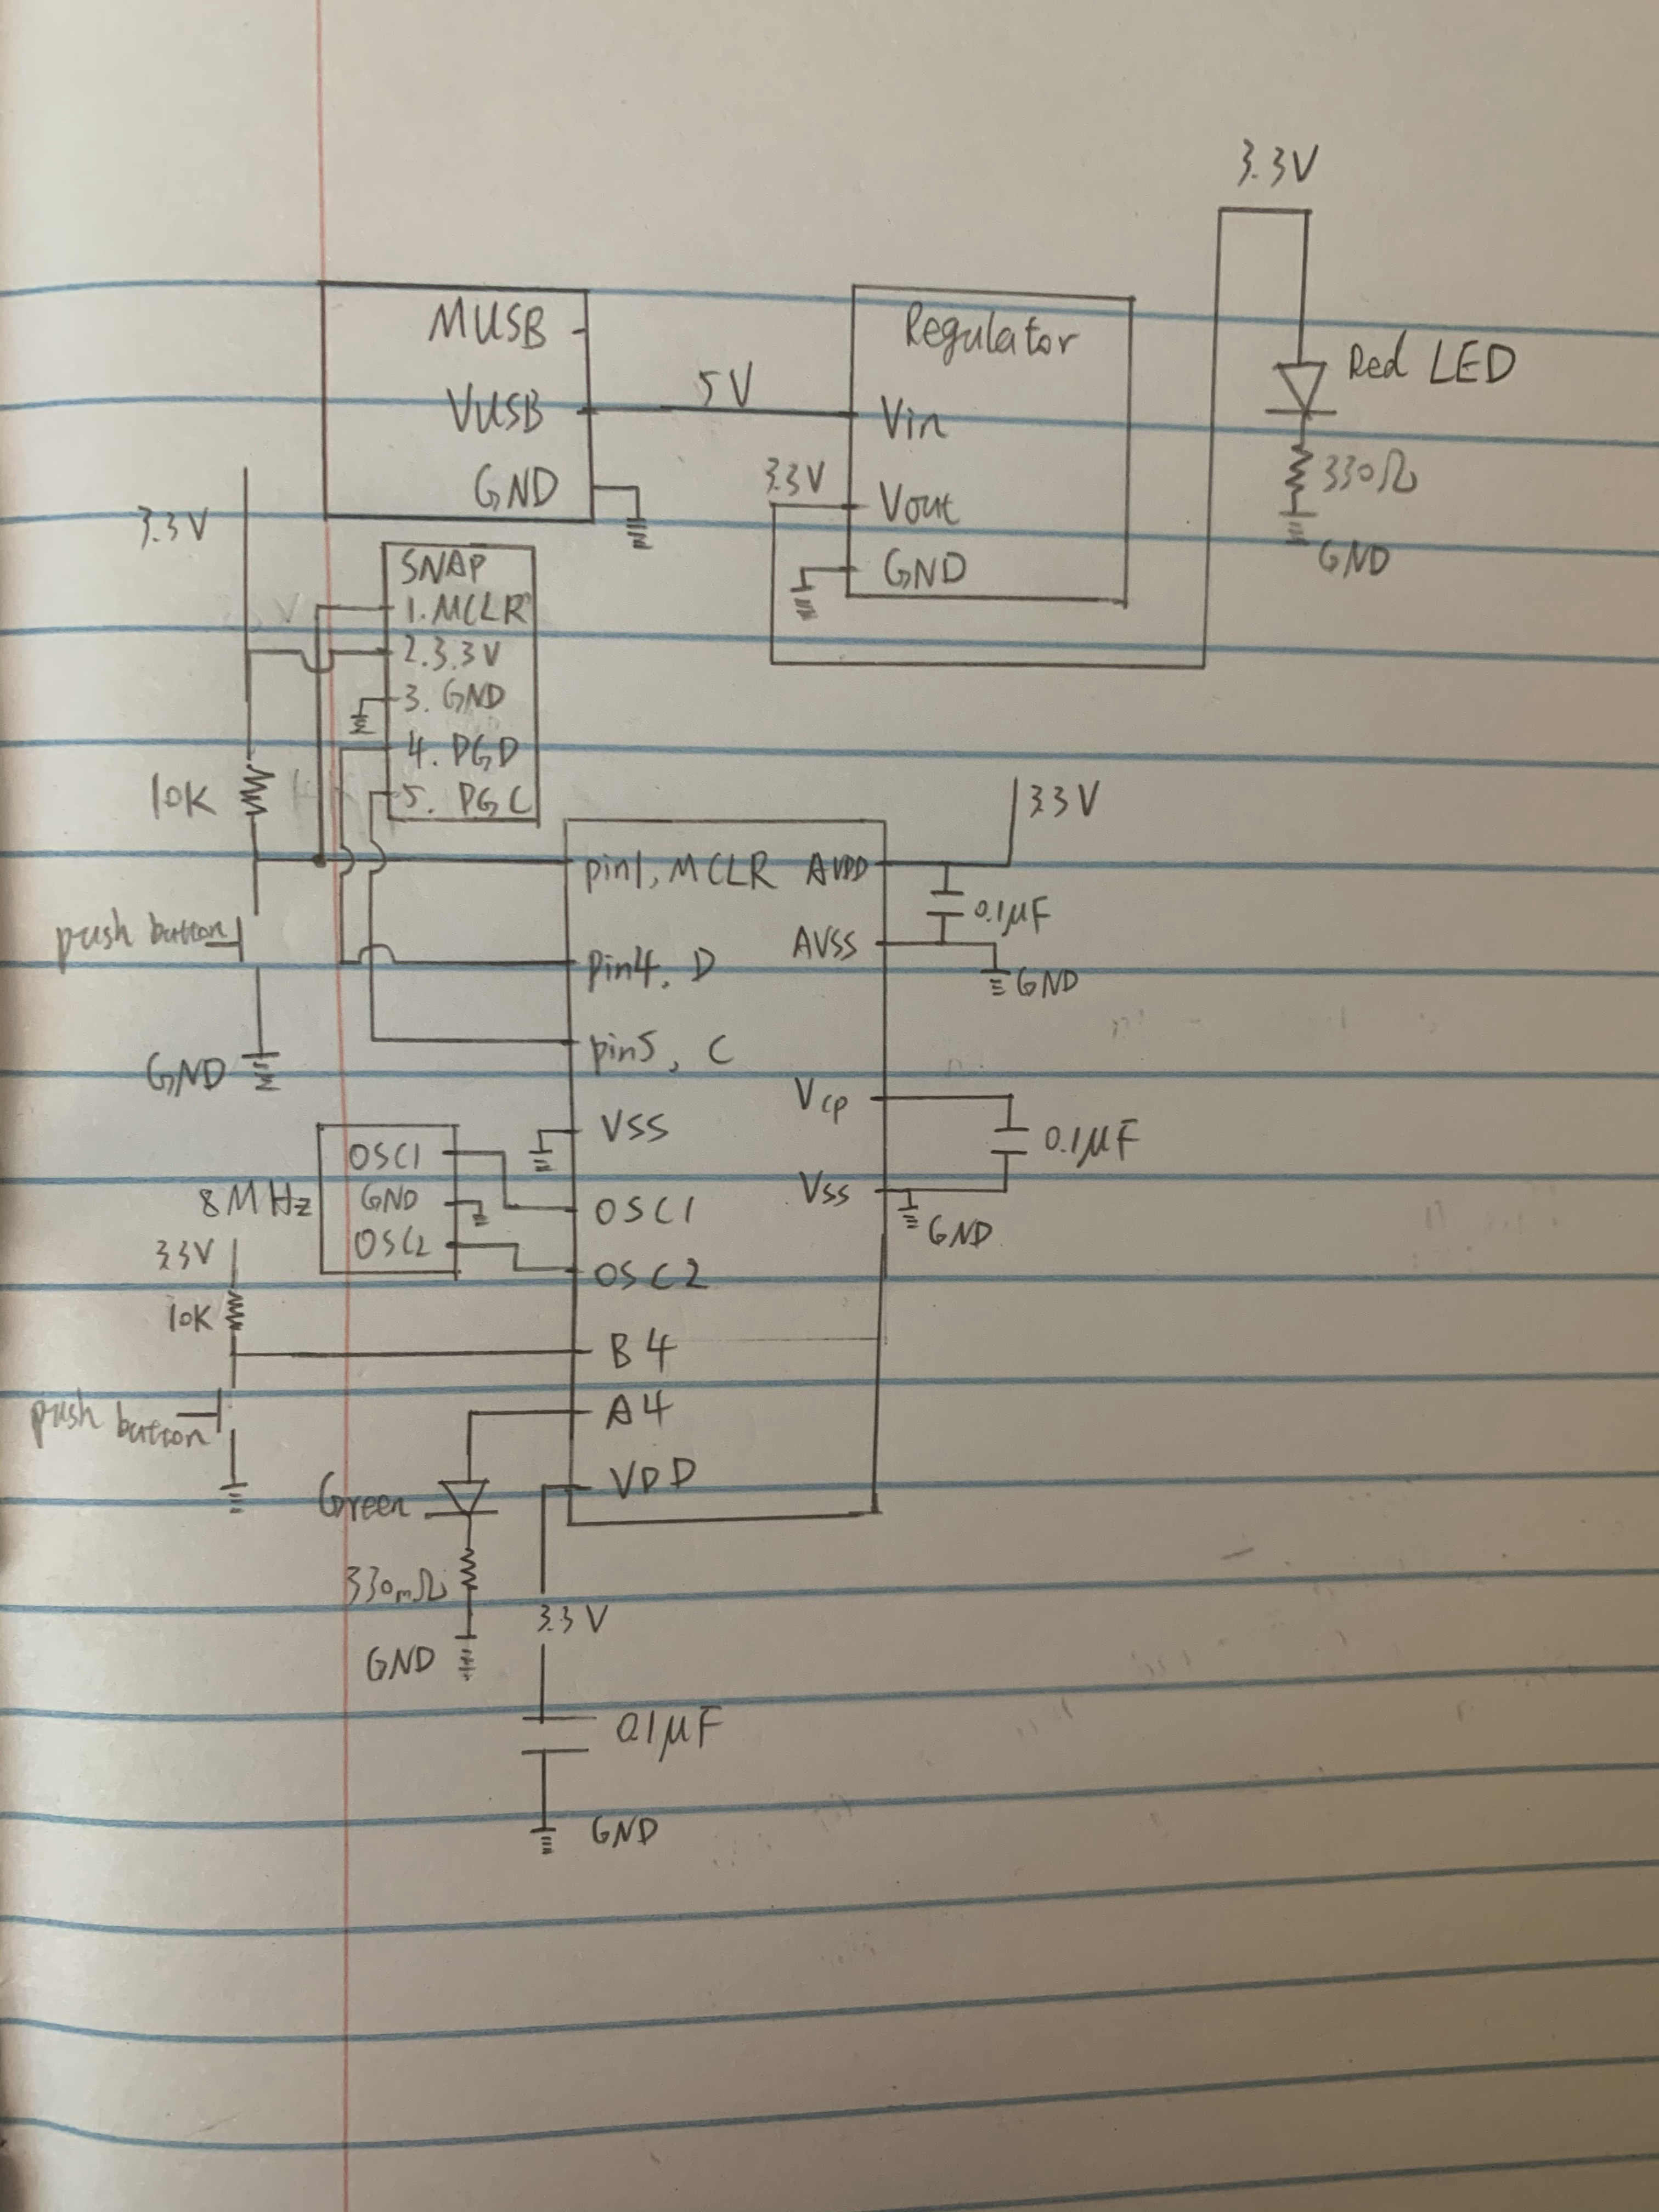 3.3V
MUSB
VUSB
GND
5V
Regulator
Vin
3.3V
Vout
GND
Red LED
330Ω
GND
3.3V
SNAP
1. MCLR
2. 3.3V
3. GND
4. PGD
5. PGC
10K
push button
GND
pin1, MCLR
AVDD
3.3V
0.1μF
AVSS
GND
pin4, D
pin5, C
Vcp
0.1μF
VSS
Vss
GND
8MHz
OSC1
GND
OSC2
OSC1
OSC2
3.3V
10K
push button
B4
A4
VDD
Green
330mΩ
GND
3.3V
0.1μF
GND